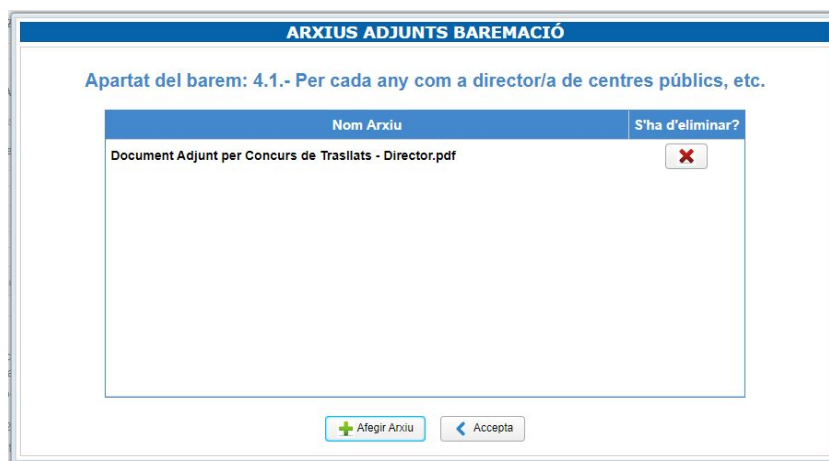 ARXIUS ADJUNTS BAREMACIÓ
Apartat del barem: 4.1.- Per cada any com a director/a de centres públics, etc.
Nom Arxiu S'ha d'eliminar?
Document Adjunt per Concurs de Trasllats - Director.pdf
Afegir Arxiu Accepta